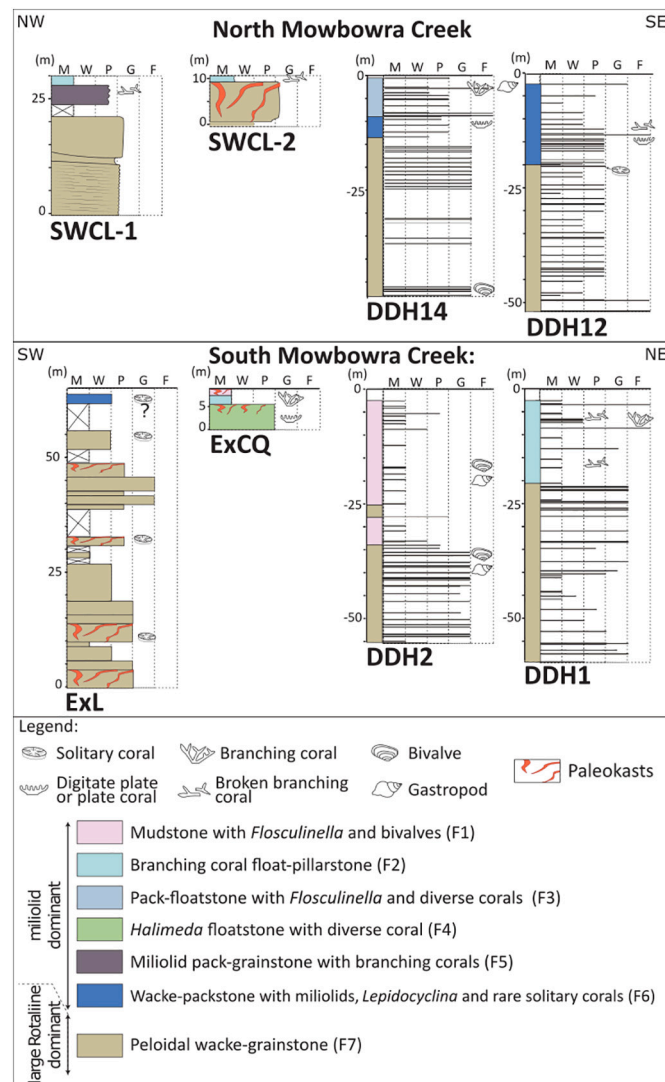 NW North Mowbowra Creek SE
(m) M W P G F (m) M W P G F (m) M W P G F (m) M W P G F
25
0
SWCL-1
10
0
SWCL-2
0
-25
DDH14
0
-25
-50
DDH12
SW South Mowbowra Creek: NE
(m) M W P G F (m) M W P G F (m) M W P G F (m) M W P G F
?
50
25
0
ExL
5
0
ExCQ
0
-25
-50
DDH2
0
-25
-50
DDH1
Legend:
Solitary coral Branching coral Bivalve Paleokasts
Digitate plate
or plate coral
Broken branching
coral
Gastropod
miliolid
dominant
large Rotaliine
dominant
Mudstone with Flosculinella and bivalves (F1)
Branching coral float-pillarstone (F2)
Pack-floatstone with Flosculinella and diverse corals (F3)
Halimeda floatstone with diverse coral (F4)
Miliolid pack-grainstone with branching corals (F5)
Wacke-packstone with miliolids, Lepidocyclina and rare solitary corals (F6)
Peloidal wacke-grainstone (F7)